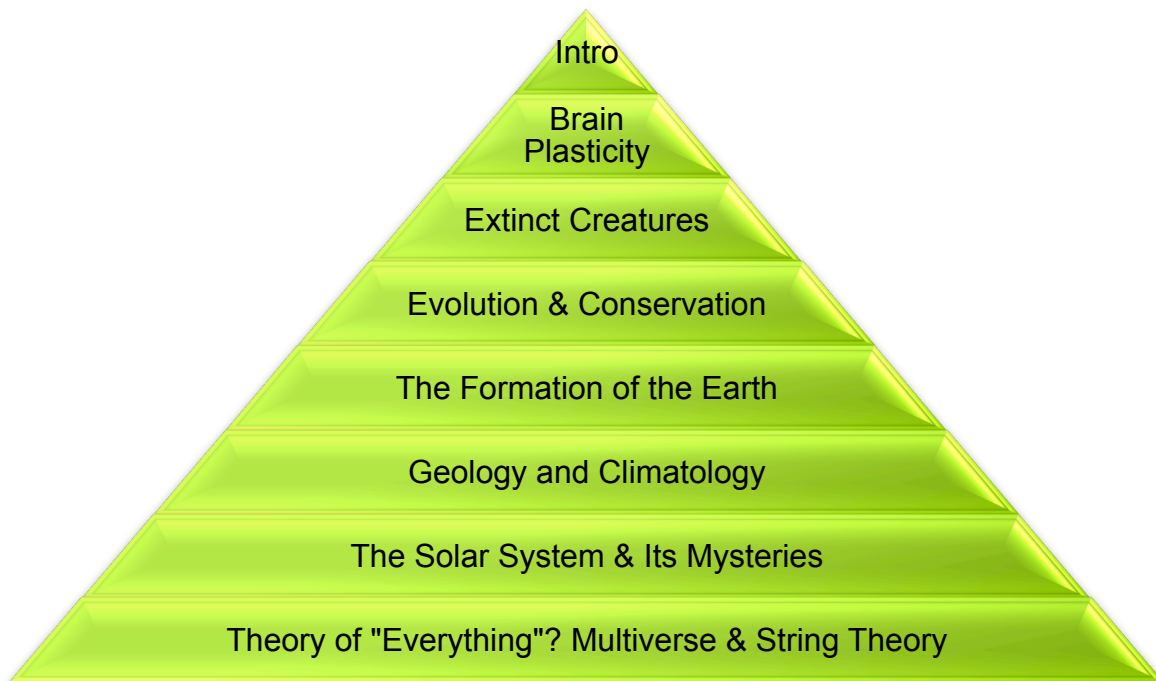 Intro
Brain
Plasticity
Extinct Creatures
Evolution & Conservation
The Formation of the Earth
Geology and Climatology
The Solar System & Its Mysteries
Theory of "Everything"? Multiverse & String Theory